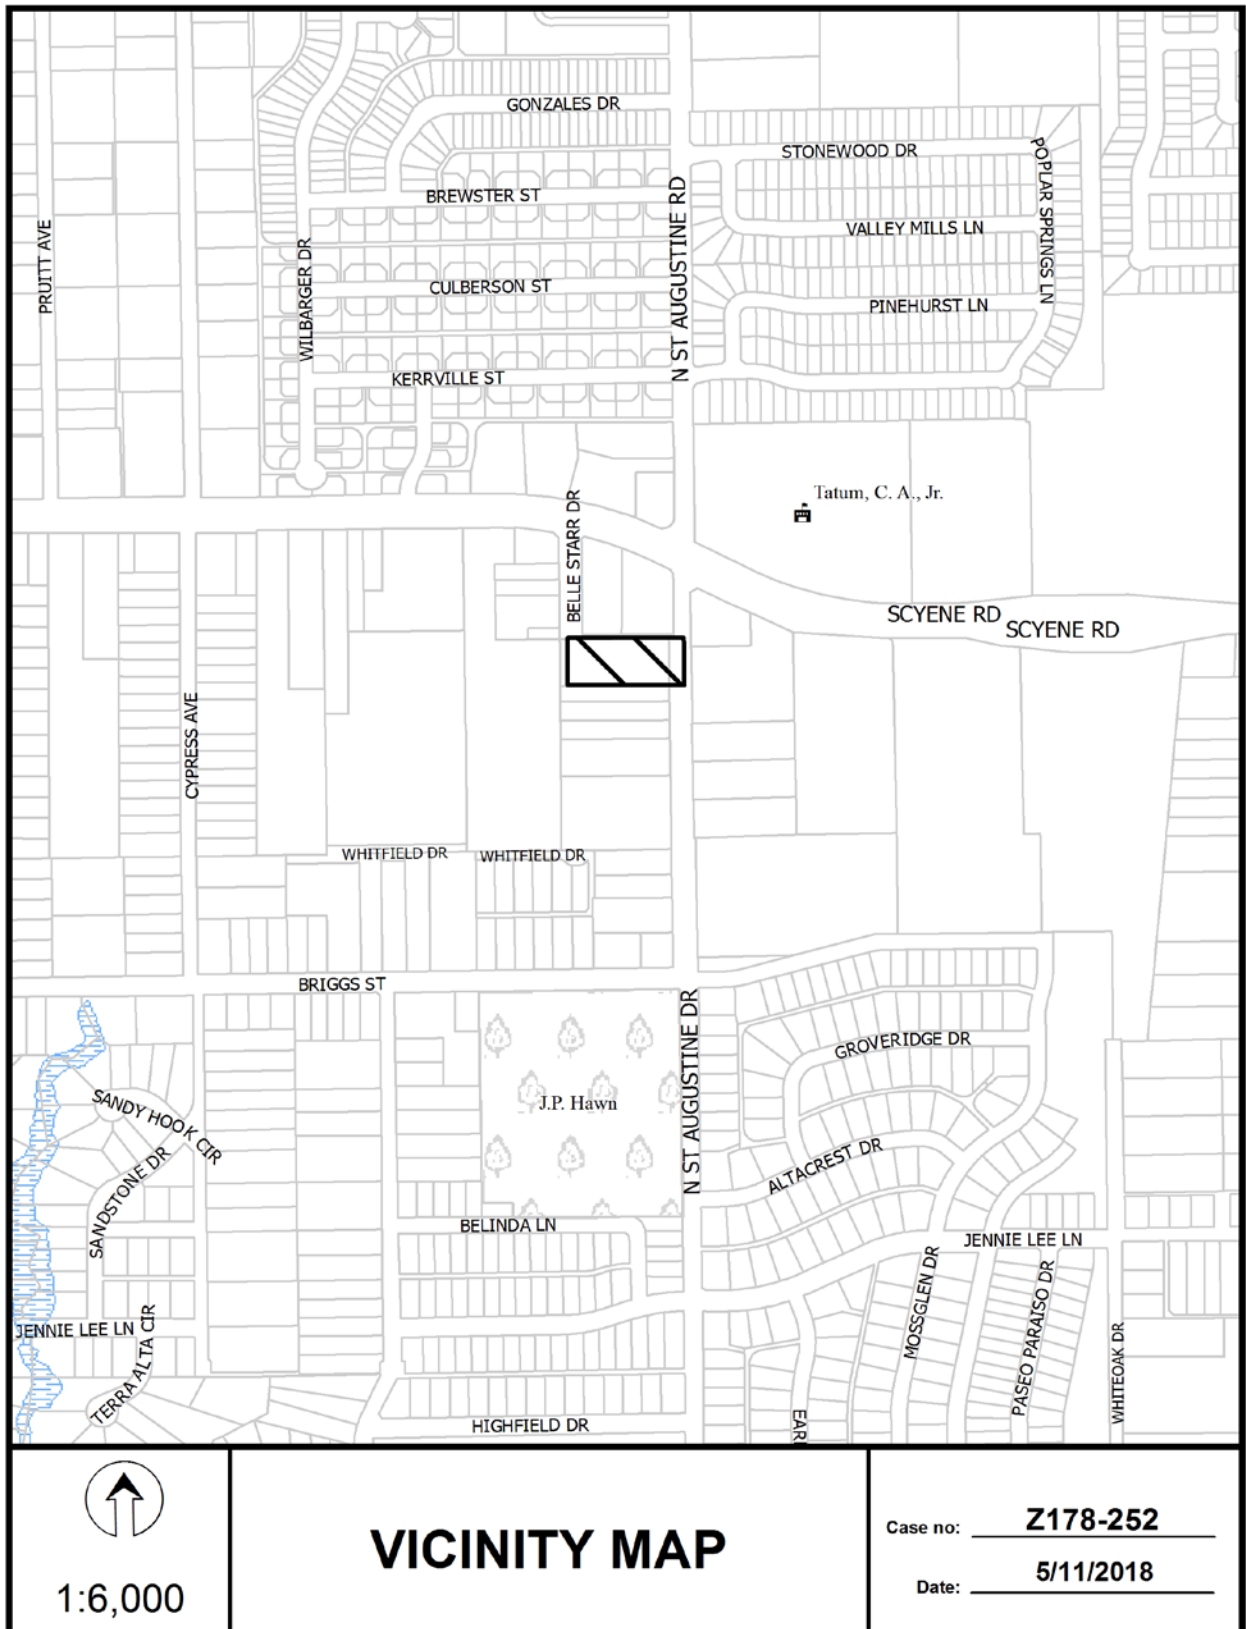 GONZALES DR
STONEWOOD DR
POPLAR SPRINGS LN
BREWSTER ST
N ST AUGUSTINE RD
VALLEY MILLS LN
PRUITT AVE
WILBARGER DR
CULBERSON ST
PINEHURST LN
KERRVILLE ST
Tatum, C. A., Jr.
BELLE STARR DR
SCYENE RD
SCYENE RD
CYPRESS AVE
WHITFIELD DR
WHITFIELD DR
BRIGGS ST
N ST AUGUSTINE DR
GROVERIDGE DR
SANDY HOOK CIR
J.P. Hawn
SANDSTONE DR
ALTACREST DR
BELINDA LN
JENNIE LEE LN
MOSSGLEN DR
PASEO PARAISO DR
JENNIE LEE LN
TERRA ALTA CIR
WHITEOAK DR
HIGHFIELD DR
EARL
1:6,000
VICINITY MAP
Case no: Z178-252
Date: 5/11/2018